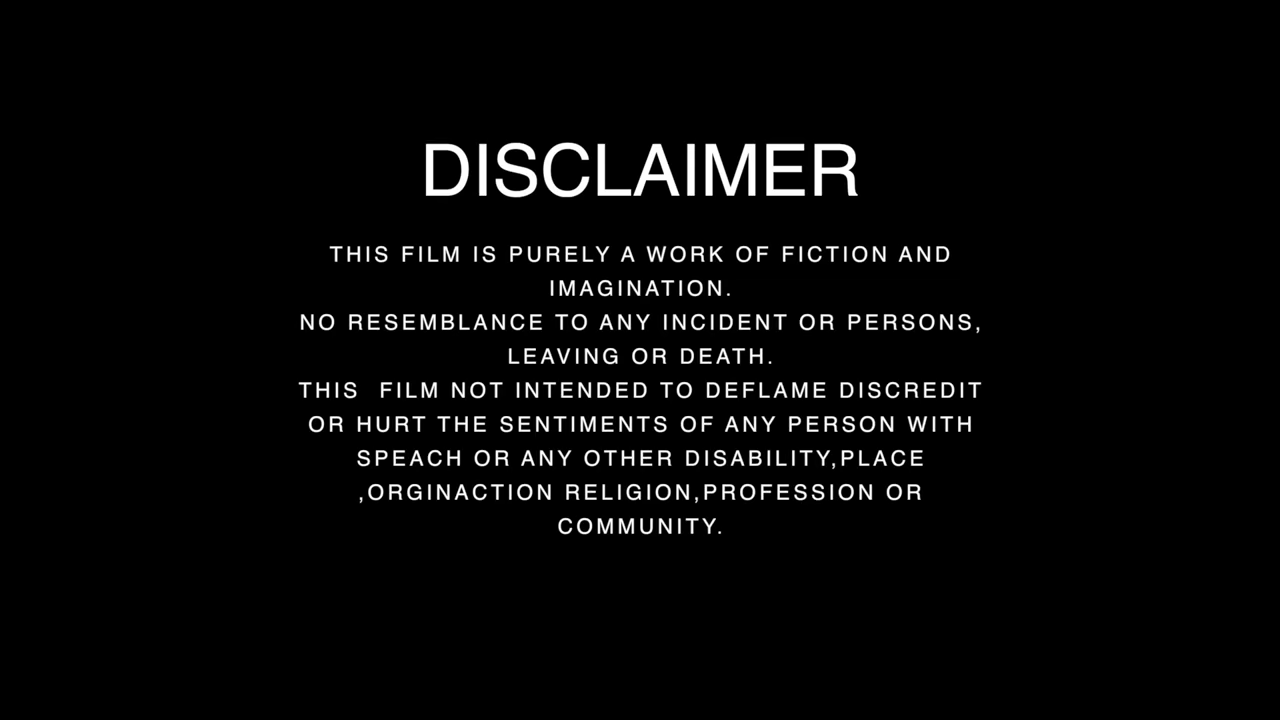 DISCLAIMER
THIS FILM IS PURELY A WORK OF FICTION AND
IMAGINATION.
NO RESEMBLANCE TO ANY INCIDENT OR PERSONS,
LEAVING OR DEATH.
THIS  FILM NOT INTENDED TO DEFLAME DISCREDIT
OR HURT THE SENTIMENTS OF ANY PERSON WITH
SPEACH OR ANY OTHER DISABILITY,PLACE
,ORGINACTION RELIGION,PROFESSION OR
COMMUNITY.